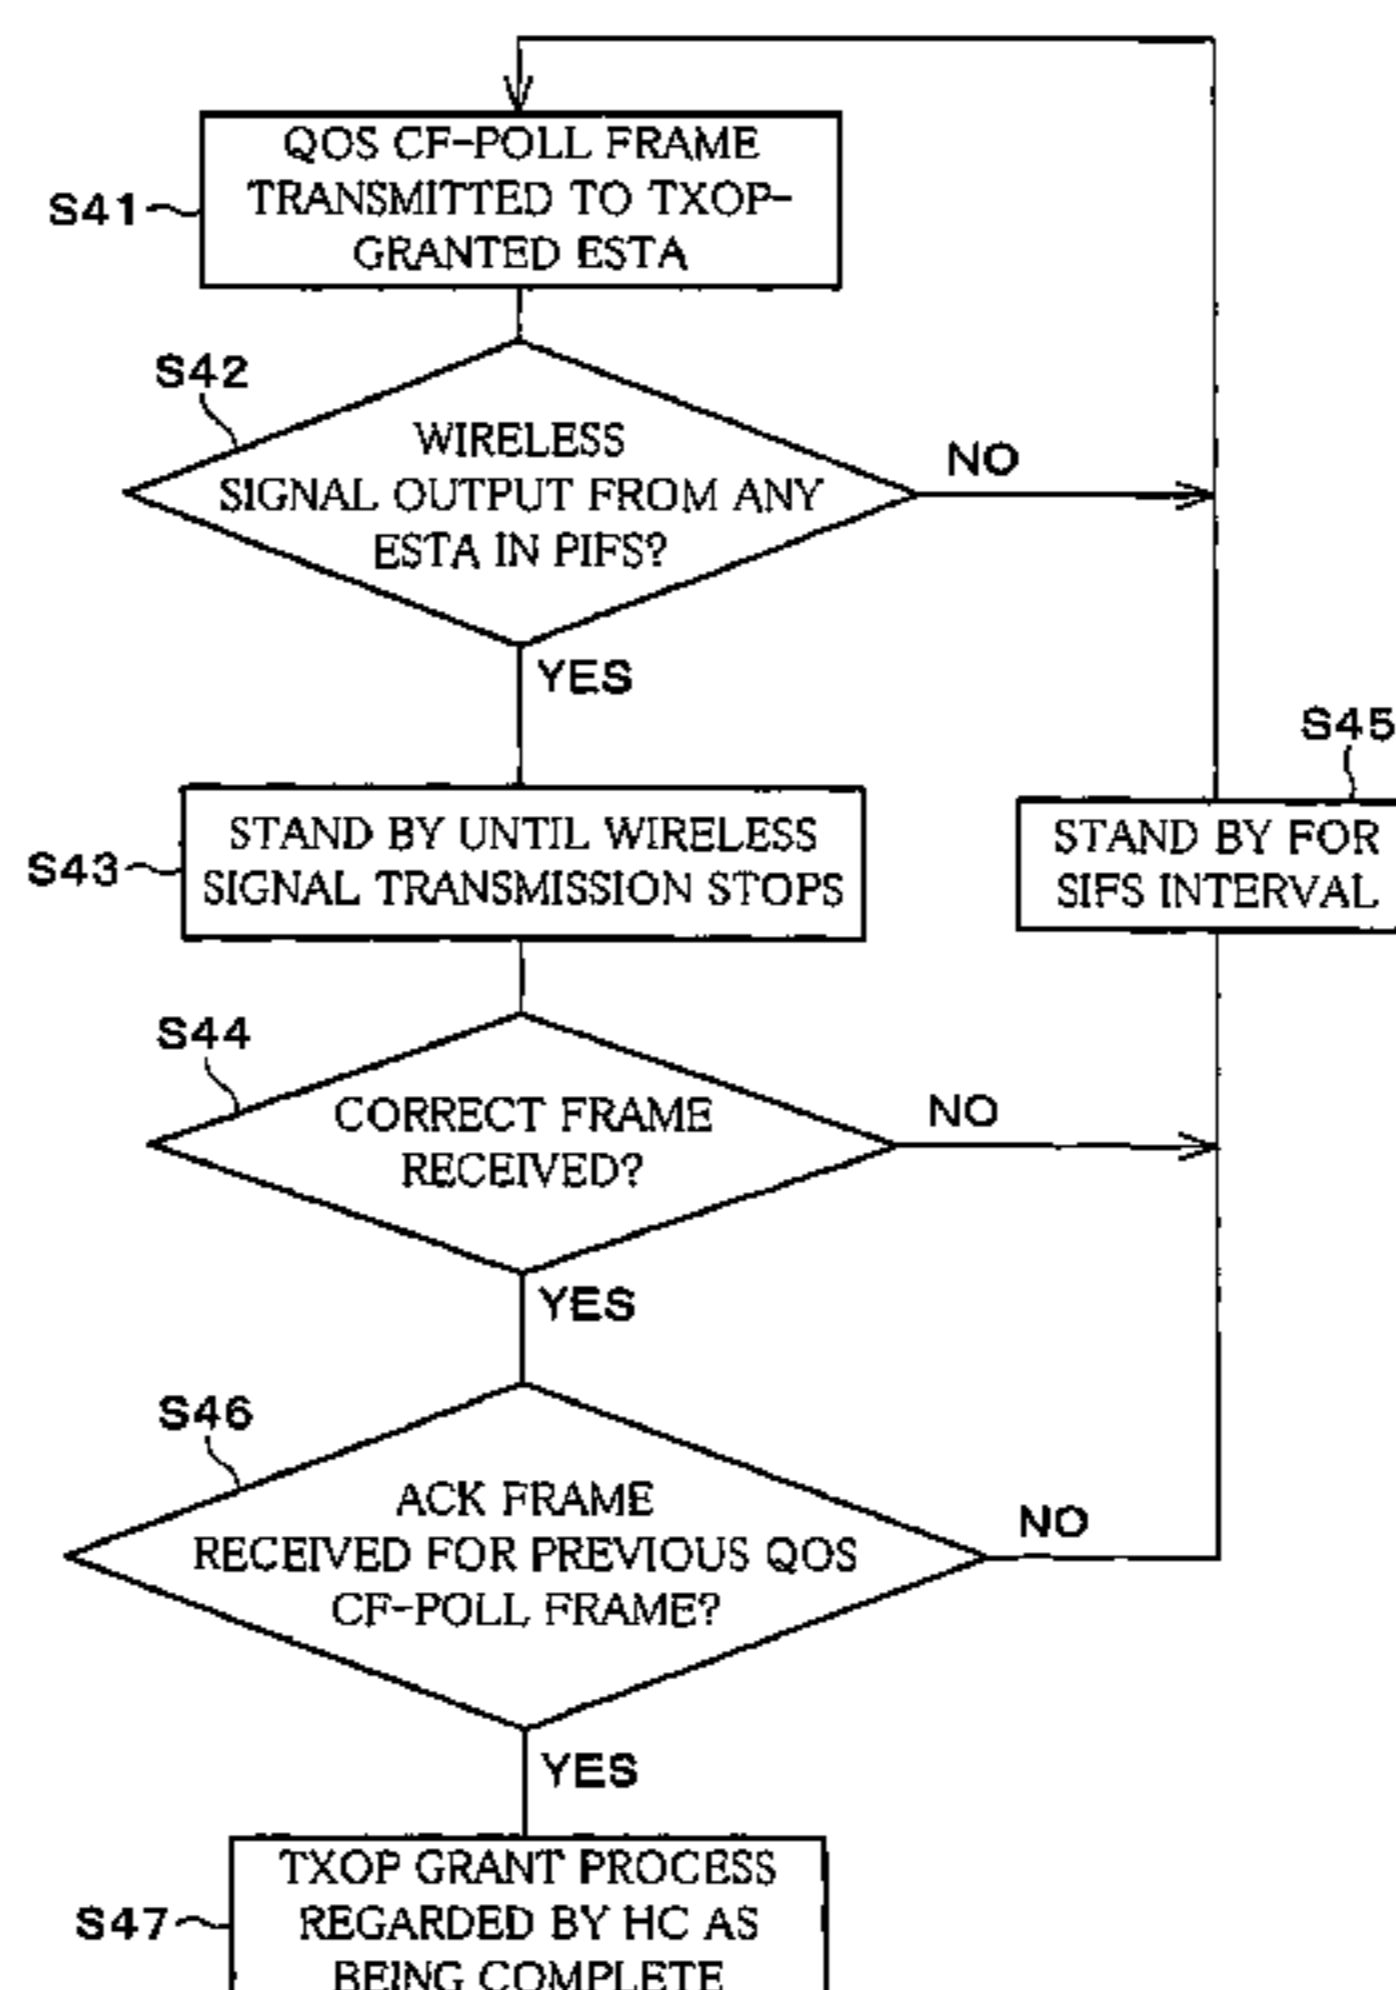 S41
QOS CF-POLL FRAME
TRANSMITTED TO TXOP-
GRANTED ESTA
S42
WIRELESS
SIGNAL OUTPUT FROM ANY
ESTA IN PIFS?
NO
YES
S43
STAND BY UNTIL WIRELESS
SIGNAL TRANSMISSION STOPS
S45
STAND BY FOR
SIFS INTERVAL
S44
CORRECT FRAME
RECEIVED?
NO
YES
S46
ACK FRAME
RECEIVED FOR PREVIOUS QOS
CF-POLL FRAME?
NO
YES
S47
TXOP GRANT PROCESS
REGARDED BY HC AS
BEING COMPLETE